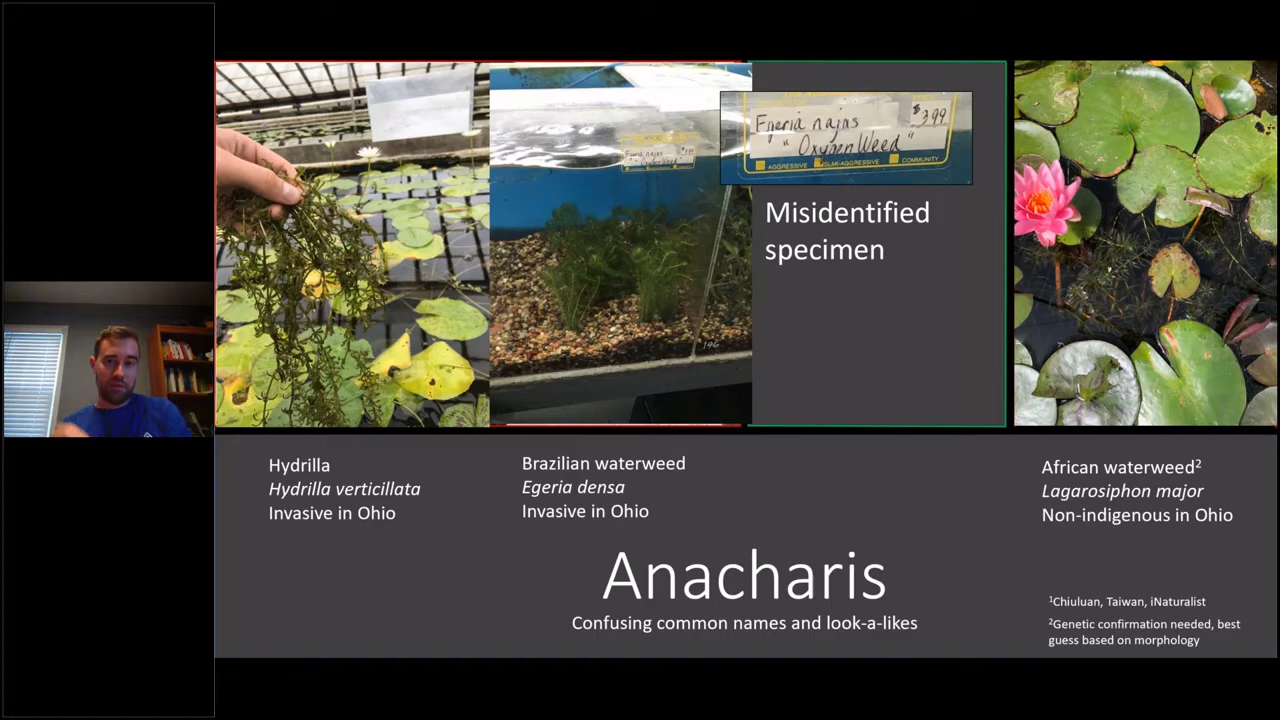 Egeria najas
$3.99
"Oxygen Weed"
AGGRESSIVE
SEMI-AGGRESSIVE
COMMUNITY
Misidentified
specimen
196
Hydrilla
Hydrilla verticillata
Invasive in Ohio
Brazilian waterweed
Egeria densa
Invasive in Ohio
African waterweed²
Lagarosiphon major
Non-indigenous in Ohio
Anacharis
Confusing common names and look-a-likes
¹Chiuluan, Taiwan, iNaturalist
²Genetic confirmation needed, best
guess based on morphology